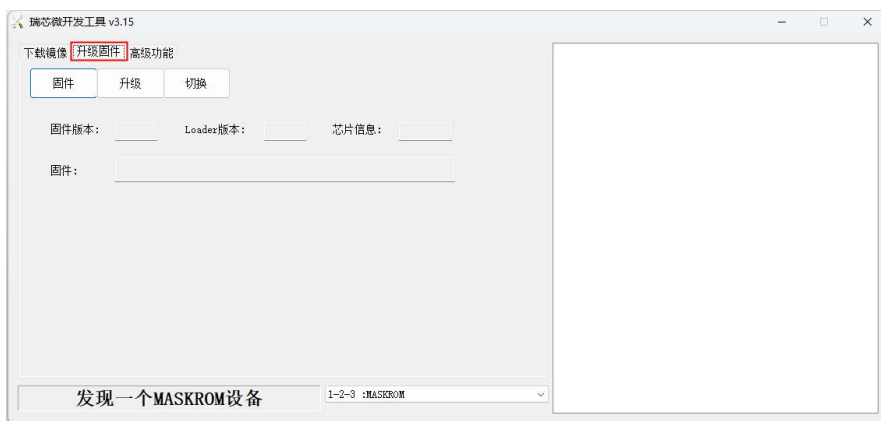 瑞芯微开发工具 v3.15
下载镜像 升级固件 高级功能
固件 升级 切换
固件版本: Loader版本: 芯片信息:
固件:
发现一个MASKROM设备 1-2-3 :MASKROM